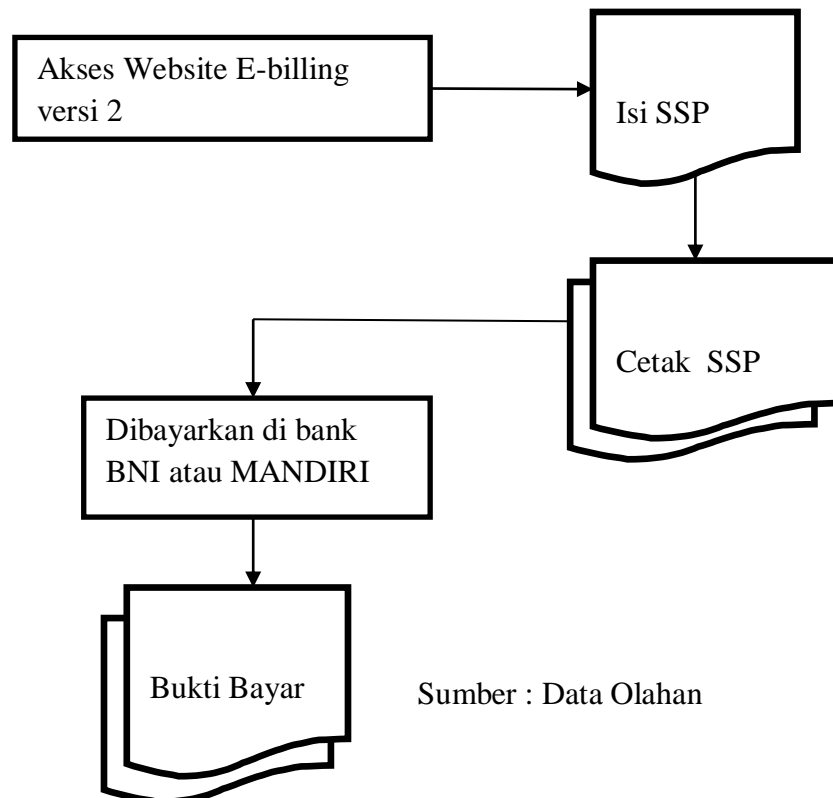 Akses Website E-billing
versi 2
Isi SSP
Cetak  SSP
Dibayarkan di bank
BNI atau MANDIRI
Bukti Bayar
Sumber : Data Olahan